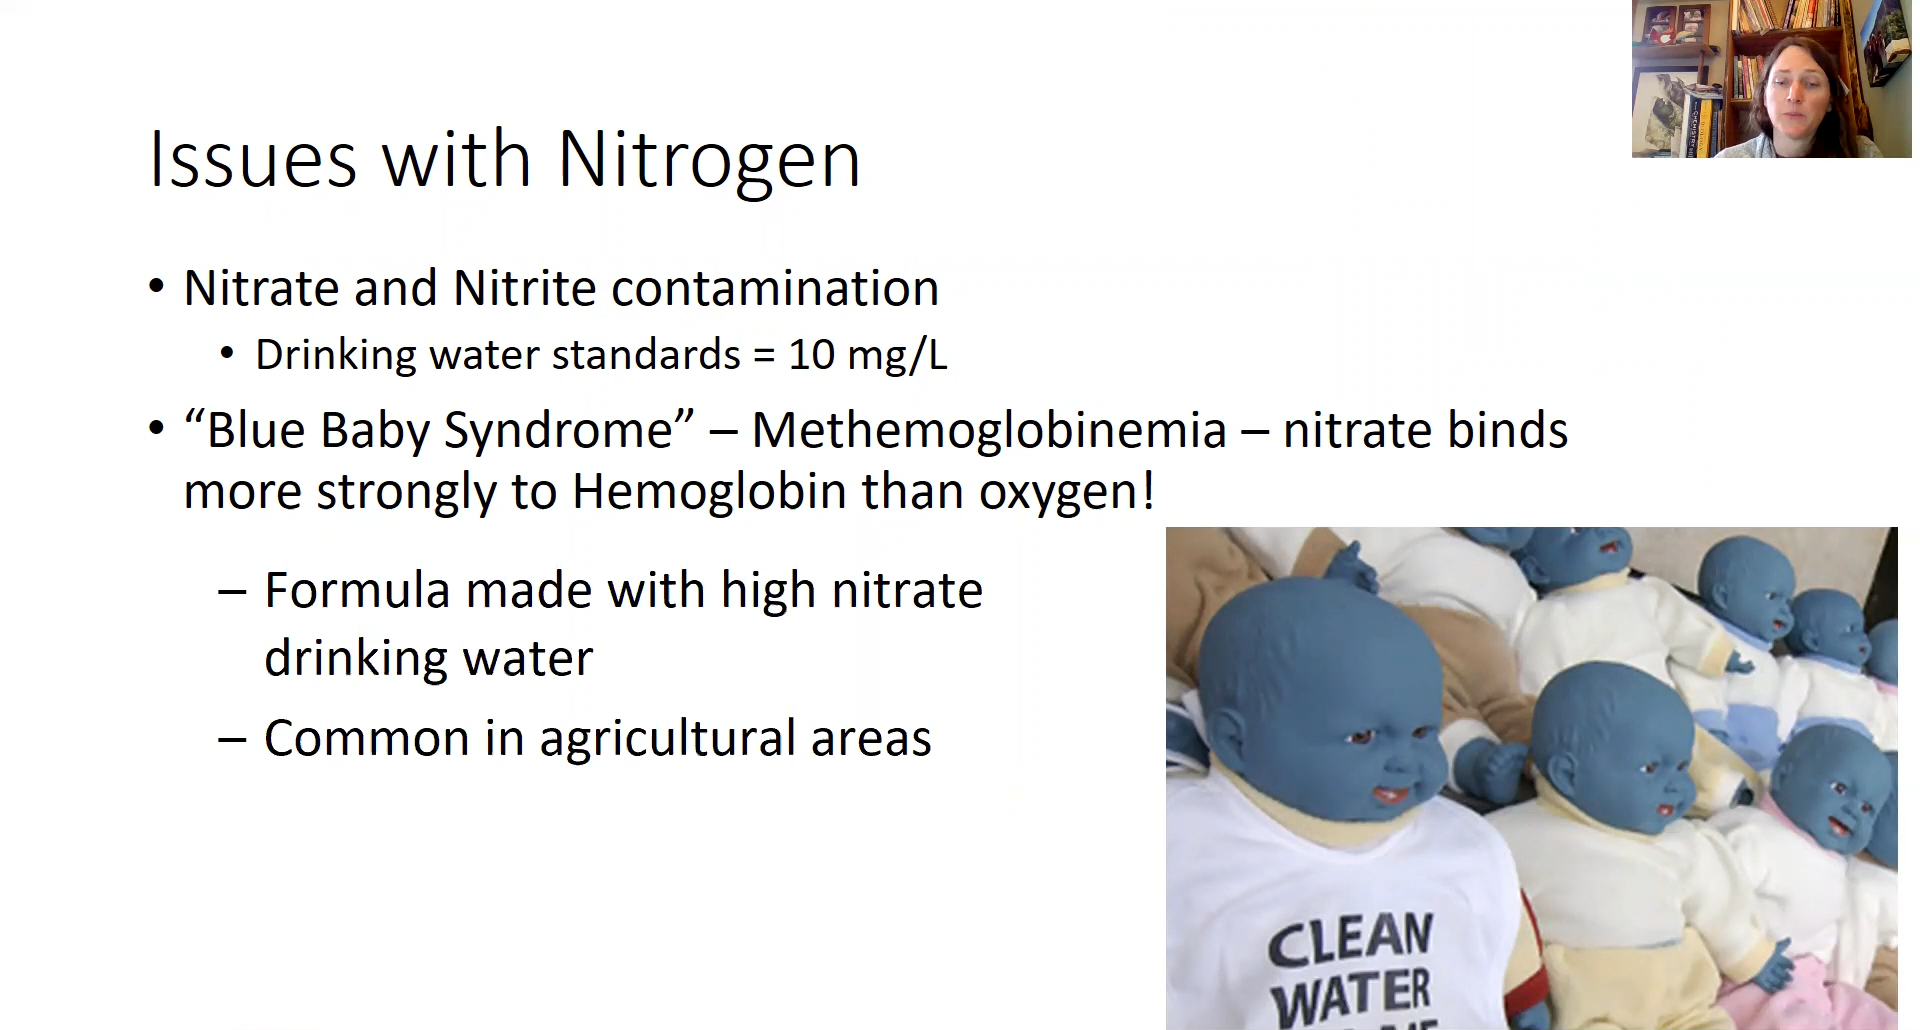 Issues with Nitrogen
• Nitrate and Nitrite contamination
• Drinking water standards = 10 mg/L
• “Blue Baby Syndrome” – Methemoglobinemia – nitrate binds
more strongly to Hemoglobin than oxygen!
– Formula made with high nitrate
drinking water
– Common in agricultural areas
CLEAN
WATER